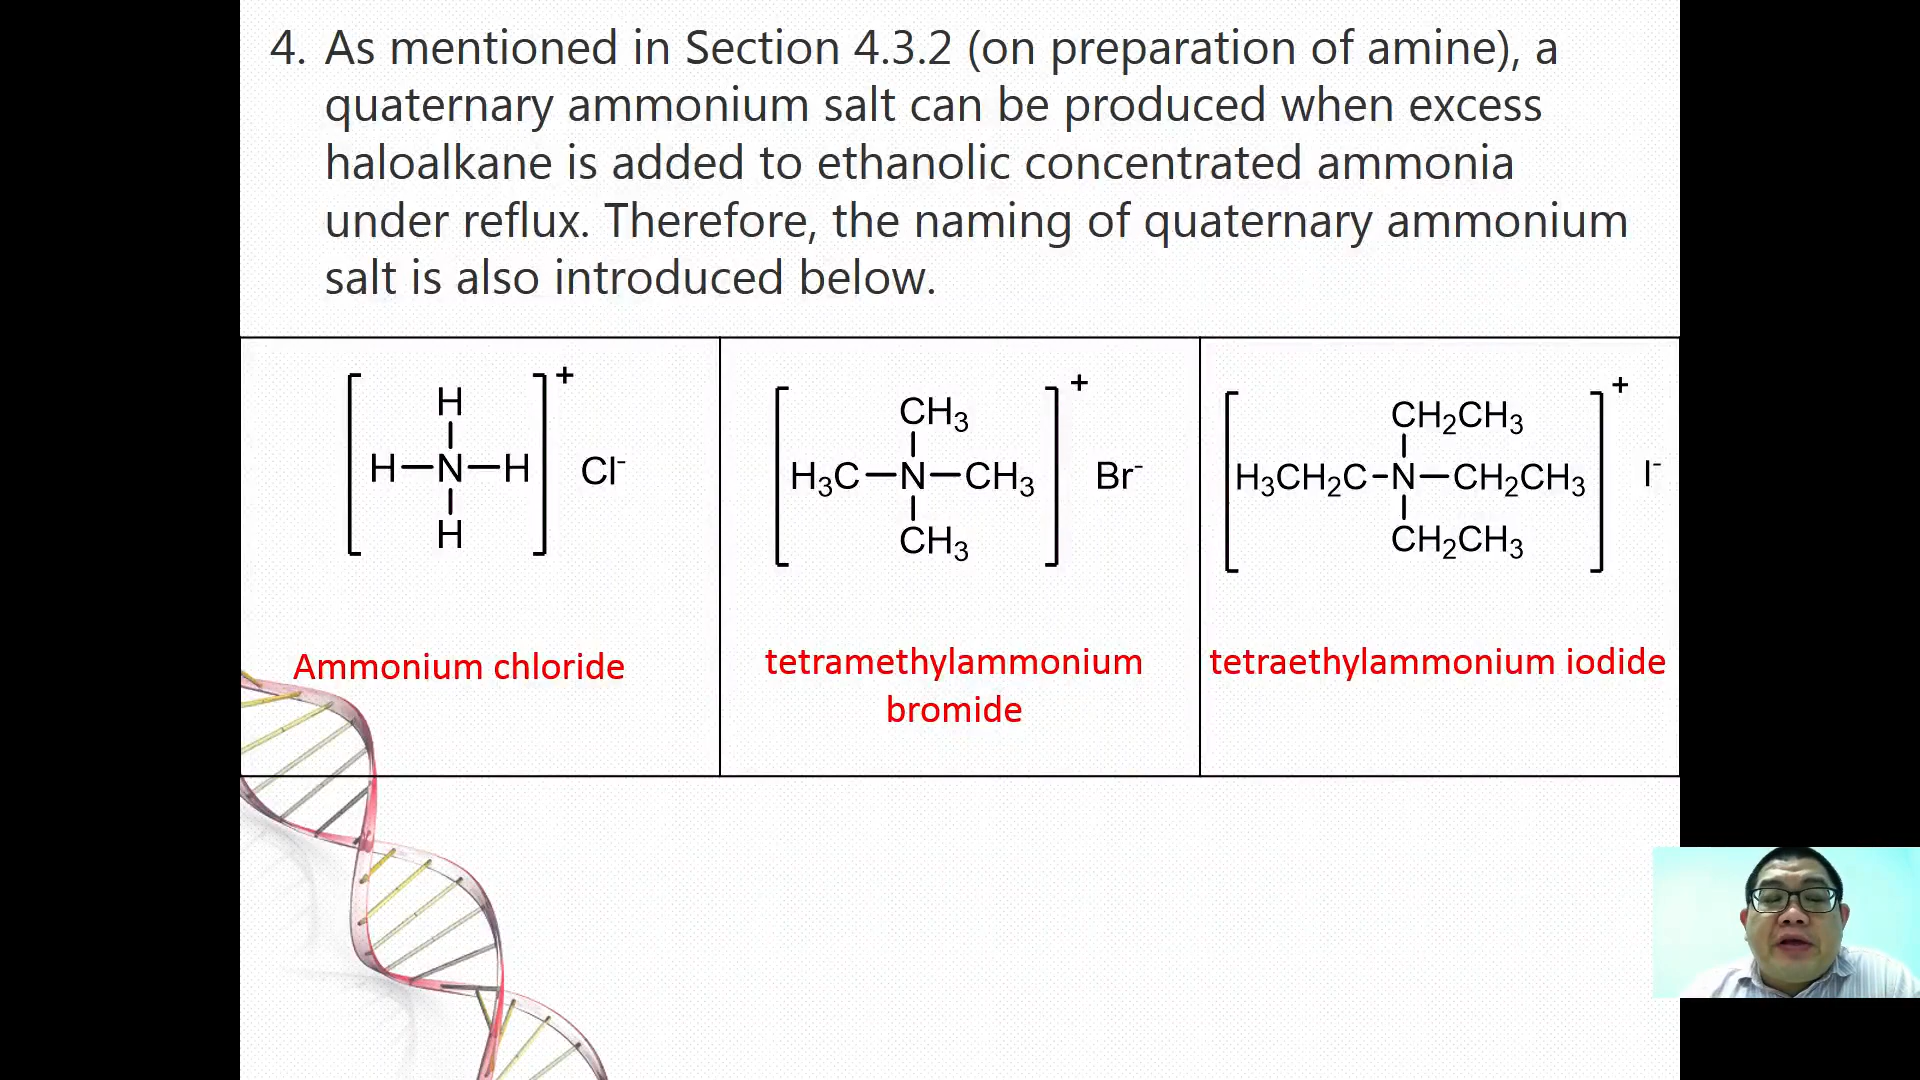 4. As mentioned in Section 4.3.2 (on preparation of amine), a
quaternary ammonium salt can be produced when excess
haloalkane is added to ethanolic concentrated ammonia
under reflux. Therefore, the naming of quaternary ammonium
salt is also introduced below.
[ H +
H—N—H ] Cl⁻
H
H
[ CH₃ +
H₃C—N—CH₃ ] Br⁻
CH₃
[ CH₂CH₃ +
H₃CH₂C-N—CH₂CH₃ ] I⁻
CH₂CH₃
Ammonium chloride
tetramethylammonium
bromide
tetraethylammonium iodide